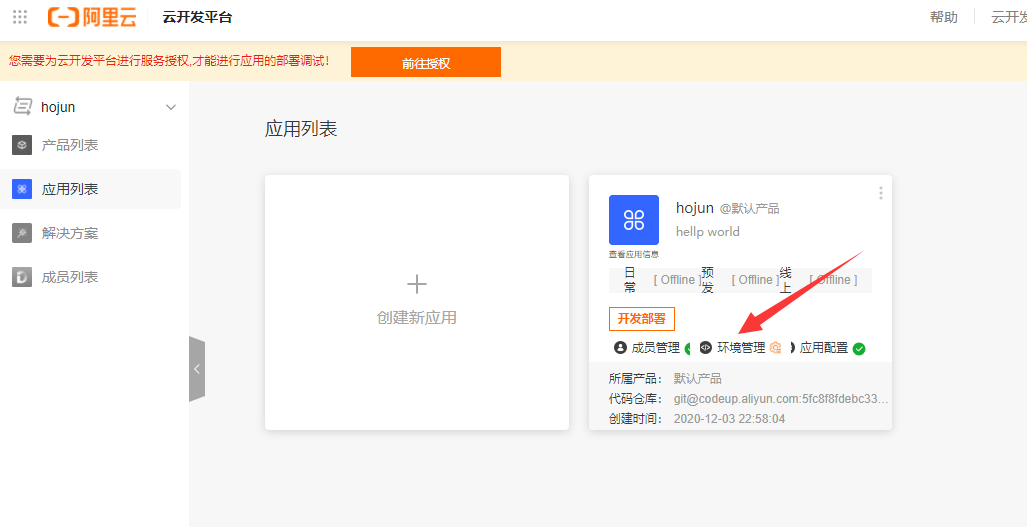 阿里云 云开发平台 帮助 云开发
您需要为云开发平台进行服务授权,才能进行应用的部署调试! 前往授权
hojun
产品列表
应用列表
解决方案
成员列表
应用列表
创建新应用
hojun @默认产品
hellp world
查看应用信息
日常 [ Offline ] 预发 [ Offline ] 线上 [ Offline ]
开发部署
成员管理 环境管理 应用配置
所属产品: 默认产品
代码仓库: git@codeup.aliyun.com:5fc8f8fdebc33...
创建时间: 2020-12-03 22:58:04